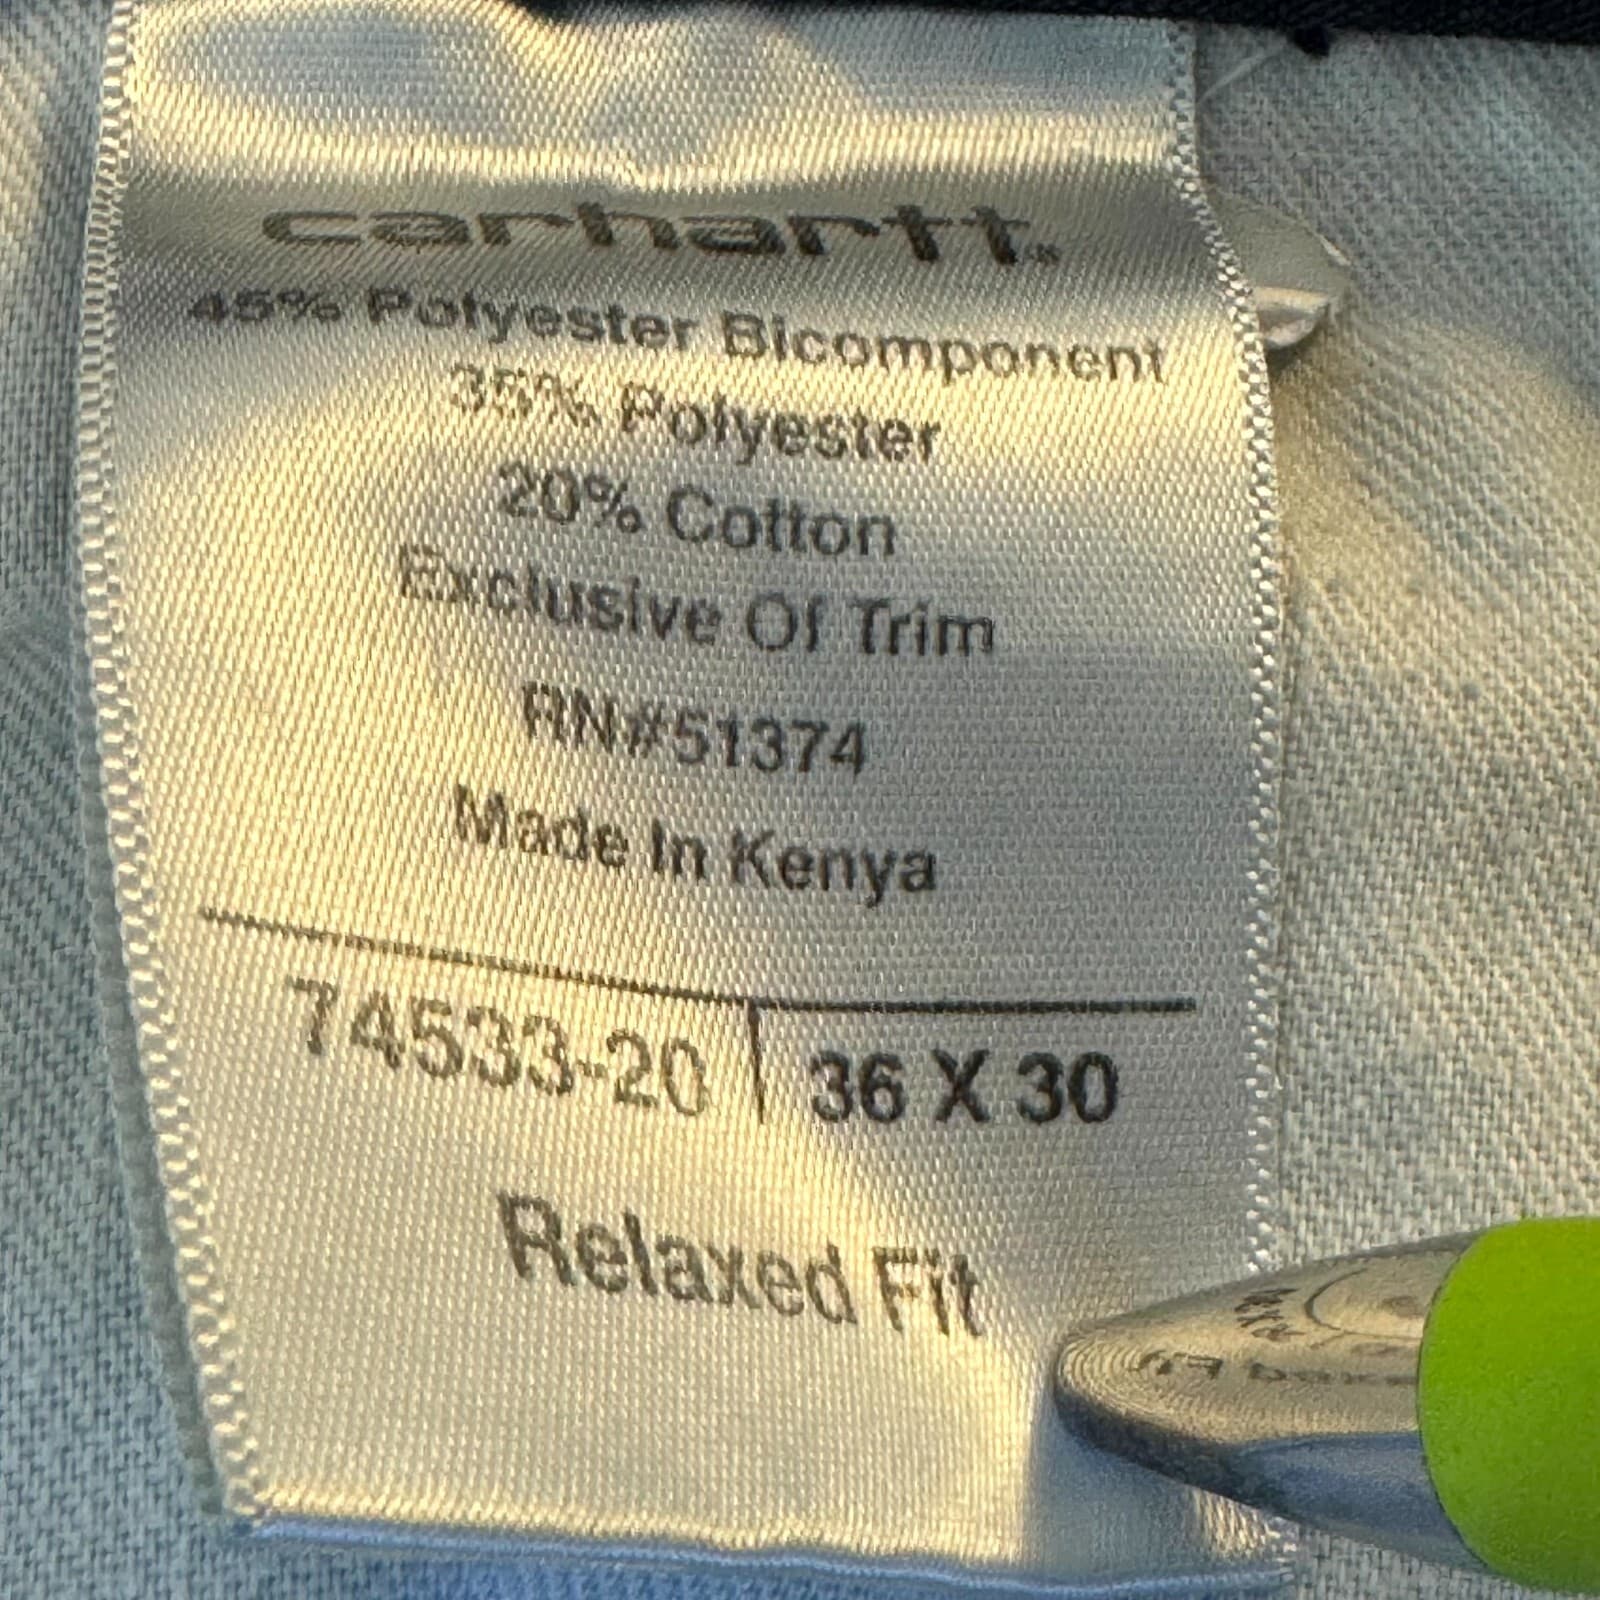 carhartt®
45% Polyester Bicomponent
35% Polyester
20% Cotton
Exclusive Of Trim
RN#51374
Made In Kenya
74533-20 | 36 X 30
Relaxed Fit